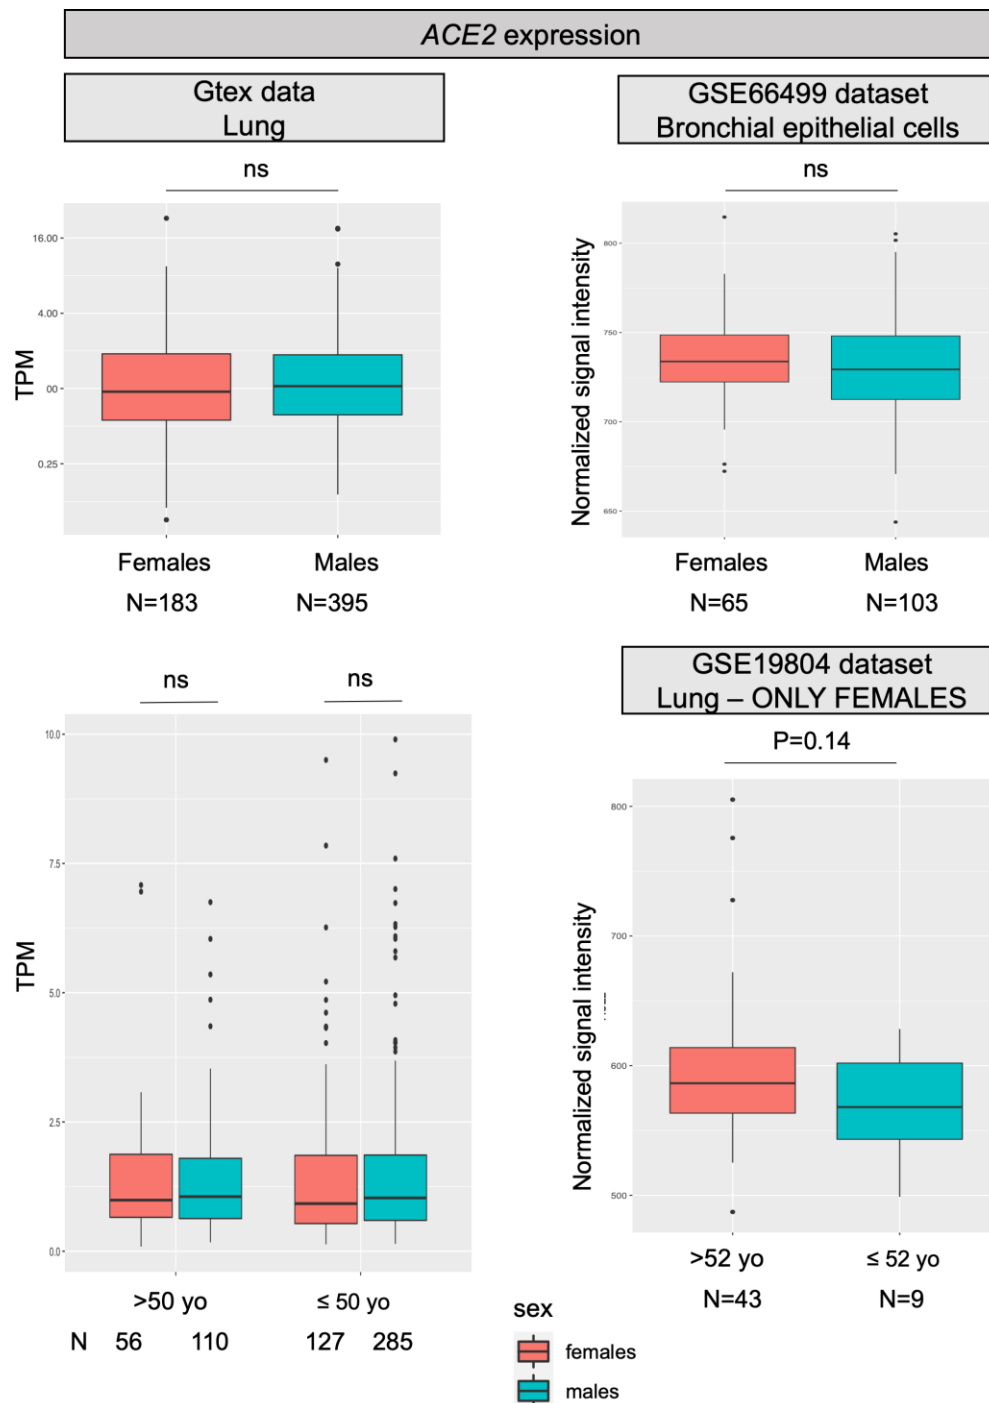 ACE2 expression
Gtex data
Lung
GSE66499 dataset
Bronchial epithelial cells
ns
ns
TPM
16.00
4.00
00
0.25
Normalized signal intensity
800
750
700
650
Females
Males
N=183
N=395
Females
Males
N=65
N=103
ns
ns
GSE19804 dataset
Lung – ONLY FEMALES
P=0.14
TPM
10.0
7.5
5.0
2.5
0.0
Normalized signal intensity
800
700
600
500
>50 yo
≤ 50 yo
N 56 110 127 285
>52 yo
≤ 52 yo
N=43
N=9
sex
females
males